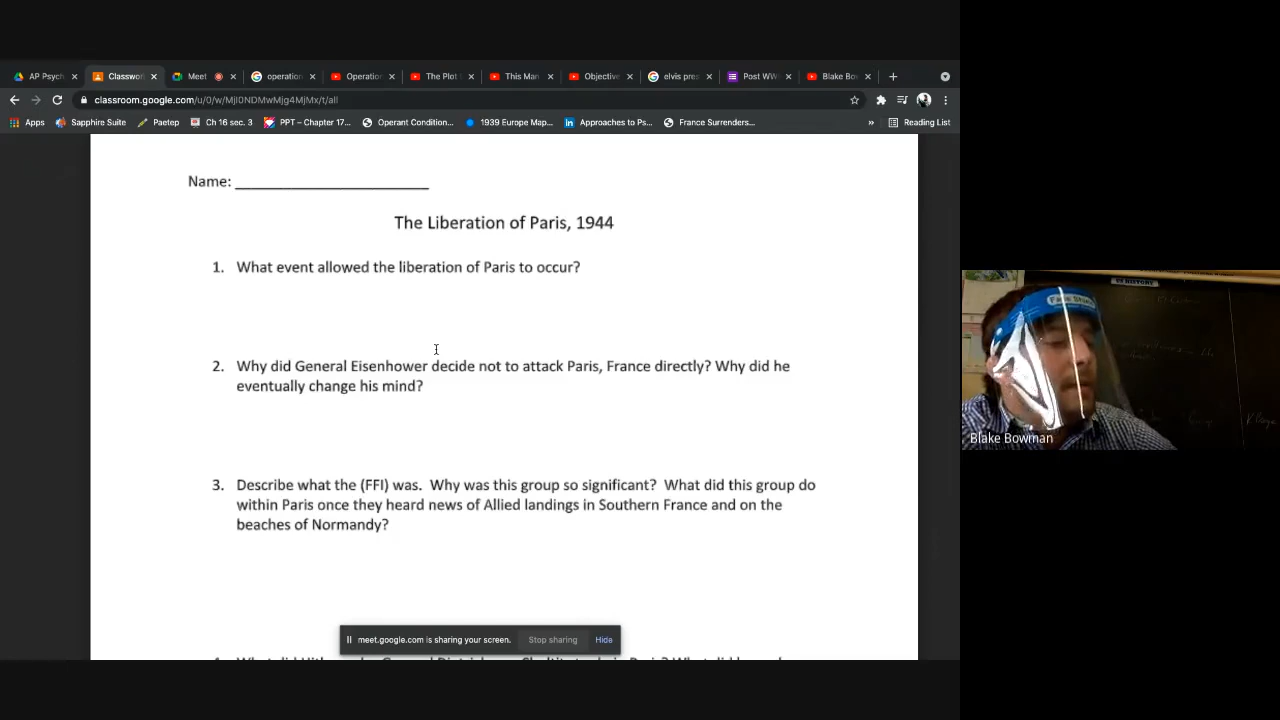 AP Psych
Classwor
Meet
operation
Operation
The Plot
This Man
Objective
elvis pres
Post WW
Blake Bo
classroom.google.com/u/0/w/MjI0NDMwMjg4MjMx/t/all
Apps
Sapphire Suite
Paetep
Ch 16 sec. 3
PPT – Chapter 17...
Operant Condition...
1939 Europe Map...
Approaches to Ps...
France Surrenders...
»
Reading List
Name: ______________________
The Liberation of Paris, 1944
1. What event allowed the liberation of Paris to occur?
2. Why did General Eisenhower decide not to attack Paris, France directly? Why did he
eventually change his mind?
3. Describe what the (FFI) was. Why was this group so significant? What did this group do
within Paris once they heard news of Allied landings in Southern France and on the
beaches of Normandy?
meet.google.com is sharing your screen.
Stop sharing
Hide
HISTORY
Blake Bowman